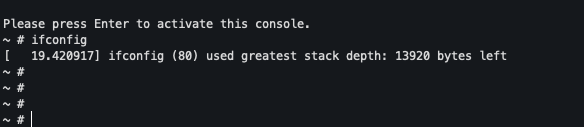 Please press Enter to activate this console.
~ # ifconfig
[   19.420917] ifconfig (80) used greatest stack depth: 13920 bytes left
~ #
~ #
~ #
~ #